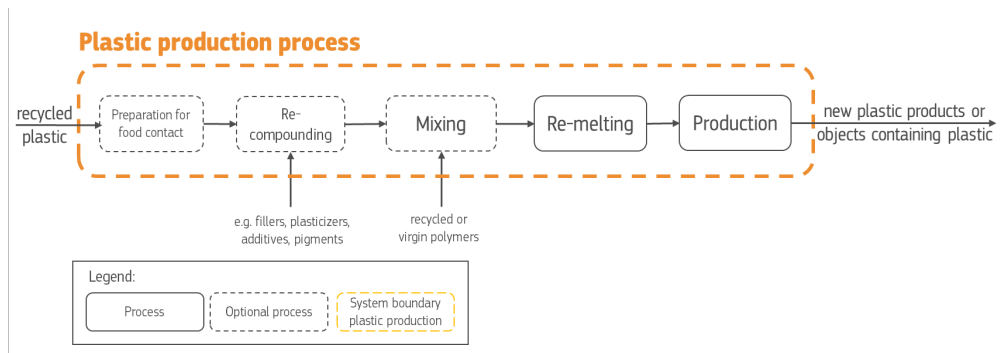 Plastic production process
recycled
plastic
Preparation for
food contact
Re-
compounding
Mixing
Re-melting
Production
new plastic products or
objects containing plastic
e.g. fillers, plasticizers,
additives, pigments
recycled or
virgin polymers
Legend:
Process
Optional process
System boundary
plastic production